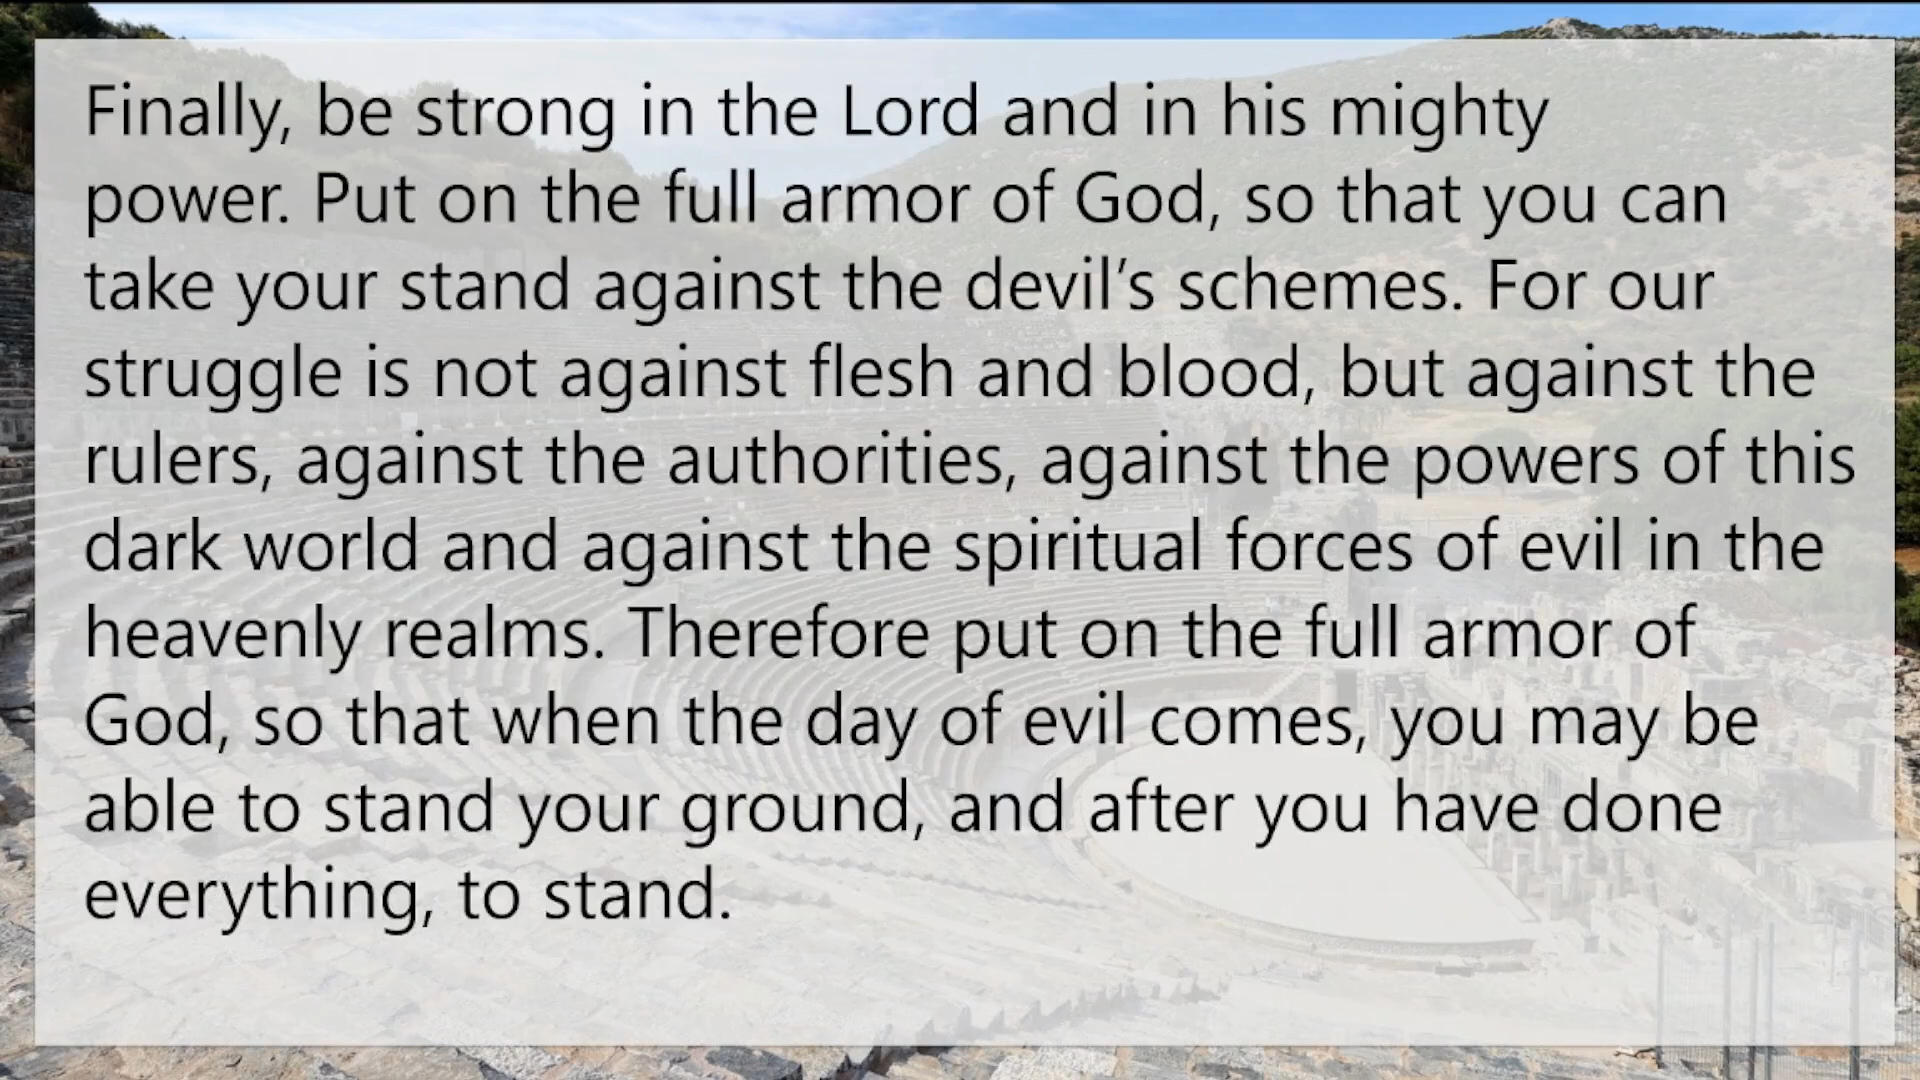 Finally, be strong in the Lord and in his mighty
power. Put on the full armor of God, so that you can
take your stand against the devil’s schemes. For our
struggle is not against flesh and blood, but against the
rulers, against the authorities, against the powers of this
dark world and against the spiritual forces of evil in the
heavenly realms. Therefore put on the full armor of
God, so that when the day of evil comes, you may be
able to stand your ground, and after you have done
everything, to stand.